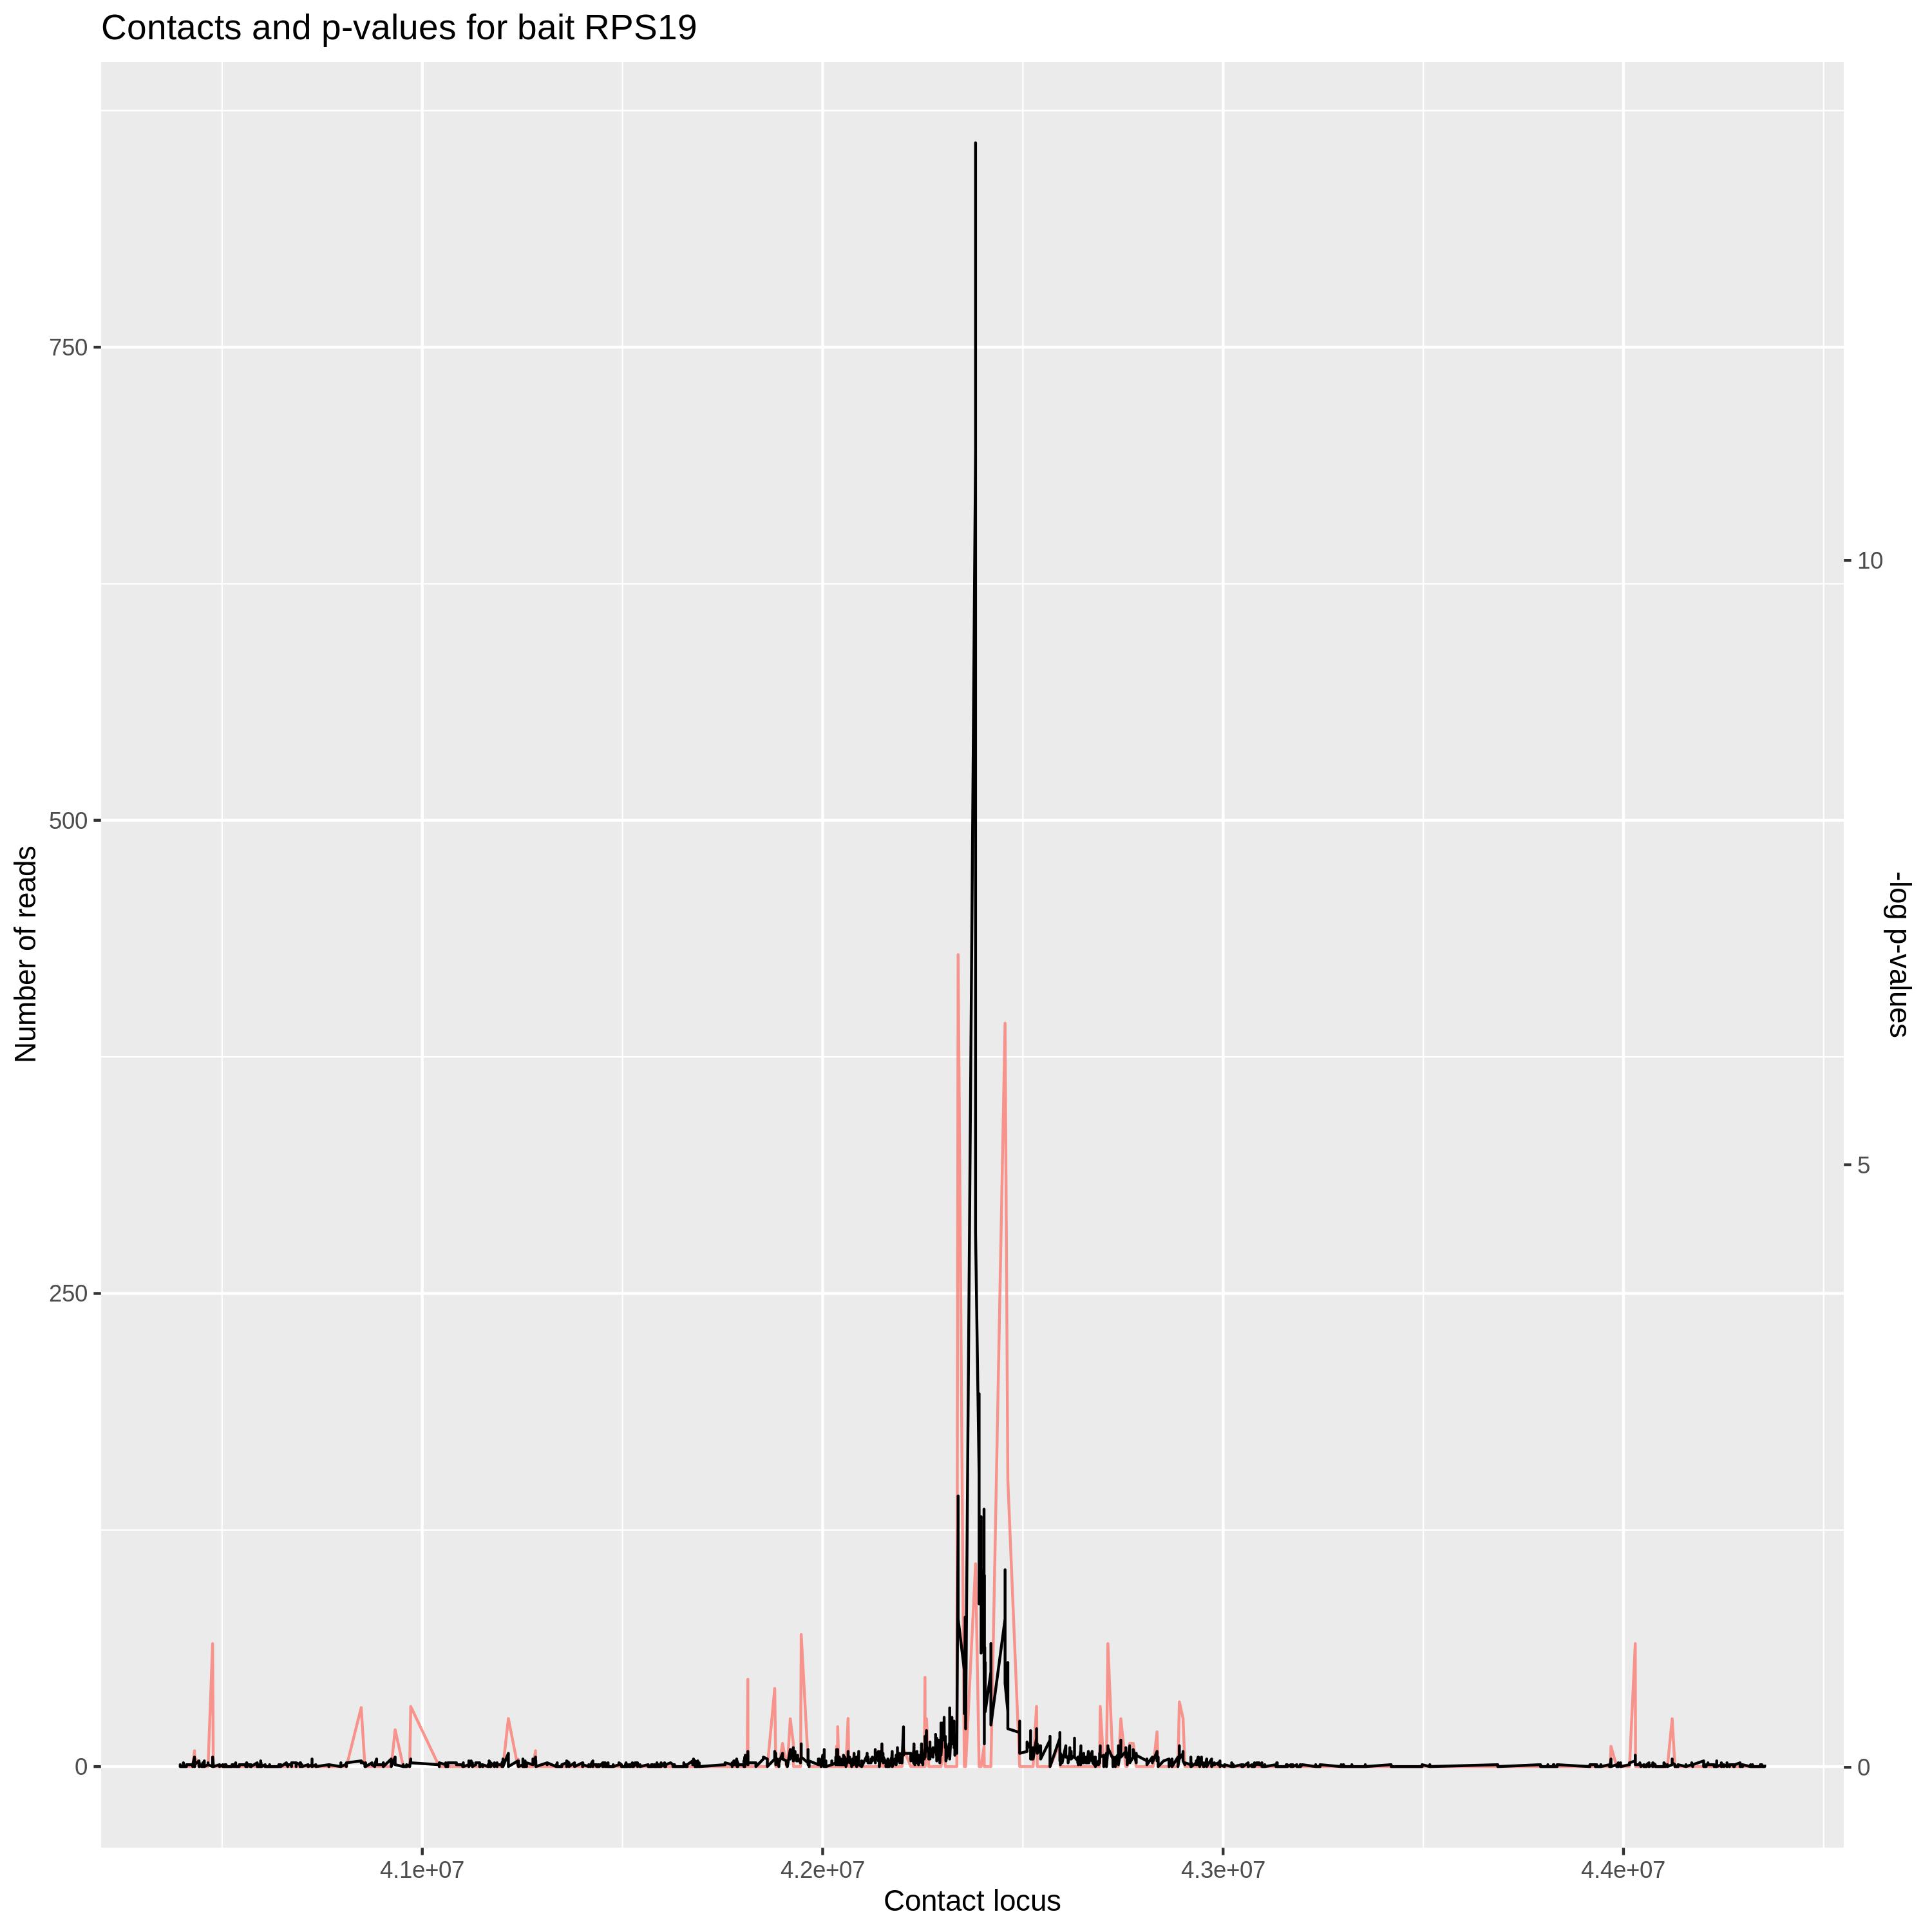 Contacts and p-values for bait RPS19
750
500
250
0
10
5
0
Number of reads
-log p-values
4.1e+07 4.2e+07 4.3e+07 4.4e+07
Contact locus